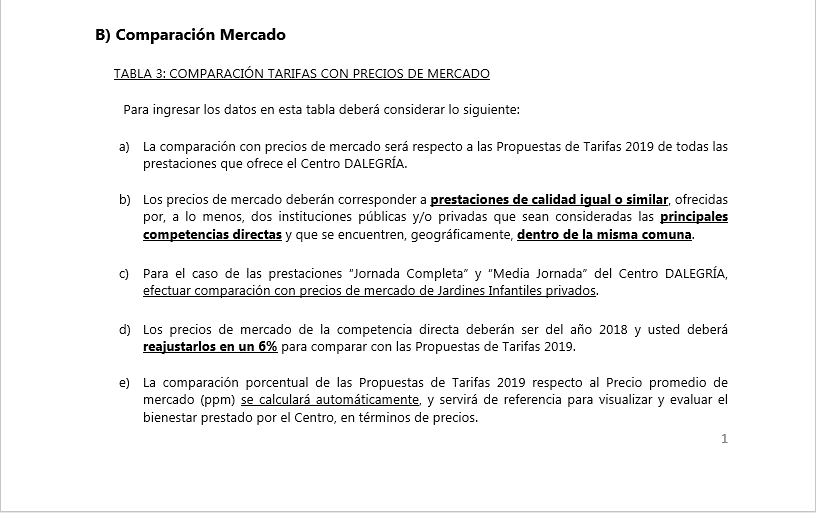 B) Comparación Mercado
TABLA 3: COMPARACIÓN TARIFAS CON PRECIOS DE MERCADO
Para ingresar los datos en esta tabla deberá considerar lo siguiente:
a) La comparación con precios de mercado será respecto a las Propuestas de Tarifas 2019 de todas las
prestaciones que ofrece el Centro DALEGRÍA.
b) Los precios de mercado deberán corresponder a prestaciones de calidad igual o similar, ofrecidas
por, a lo menos, dos instituciones públicas y/o privadas que sean consideradas las principales
competencias directas y que se encuentren, geográficamente, dentro de la misma comuna.
c) Para el caso de las prestaciones "Jornada Completa" y "Media Jornada" del Centro DALEGRÍA,
efectuar comparación con precios de mercado de Jardines Infantiles privados.
d) Los precios de mercado de la competencia directa deberán ser del año 2018 y usted deberá
reajustarlos en un 6% para comparar con las Propuestas de Tarifas 2019.
e) La comparación porcentual de las Propuestas de Tarifas 2019 respecto al Precio promedio de
mercado (ppm) se calculará automáticamente, y servirá de referencia para visualizar y evaluar el
bienestar prestado por el Centro, en términos de precios.
1